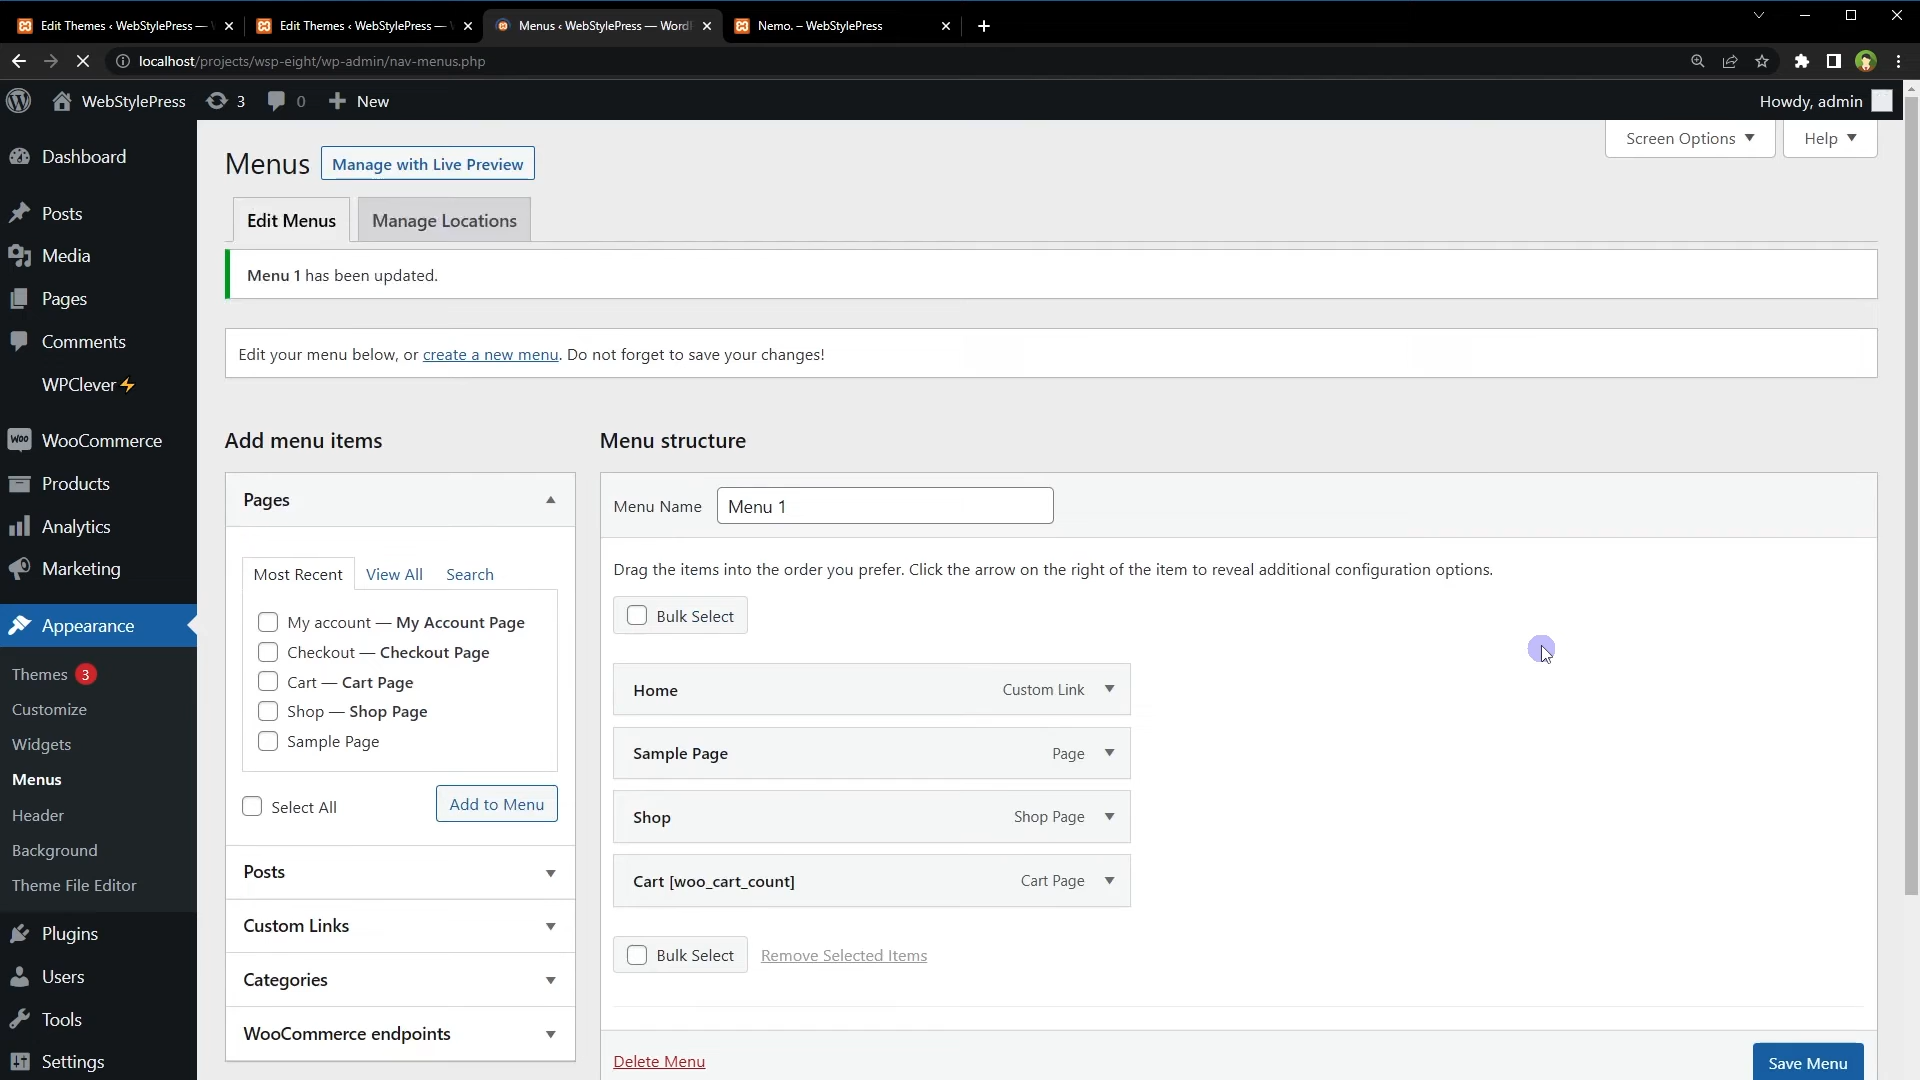 Edit Themes ‹ WebStylePress —
Edit Themes ‹ WebStylePress —
Menus ‹ WebStylePress — Word
Nemo. – WebStylePress
localhost/projects/wsp-eight/wp-admin/nav-menus.php
WebStylePress
3
0
New
Howdy, admin
Dashboard
Posts
Media
Pages
Comments
WPClever⚡
WooCommerce
Products
Analytics
Marketing
Appearance
Themes 3
Customize
Widgets
Menus
Header
Background
Theme File Editor
Plugins
Users
Tools
Settings
Screen Options
Help
Menus
Manage with Live Preview
Edit Menus
Manage Locations
Menu 1 has been updated.
Edit your menu below, or create a new menu. Do not forget to save your changes!
Add menu items
Pages
Most Recent
View All
Search
My account — My Account Page
Checkout — Checkout Page
Cart — Cart Page
Shop — Shop Page
Sample Page
Select All
Add to Menu
Posts
Custom Links
Categories
WooCommerce endpoints
Menu structure
Menu Name
Menu 1
Drag the items into the order you prefer. Click the arrow on the right of the item to reveal additional configuration options.
Bulk Select
Home
Custom Link
Sample Page
Page
Shop
Shop Page
Cart [woo_cart_count]
Cart Page
Bulk Select
Remove Selected Items
Delete Menu
Save Menu